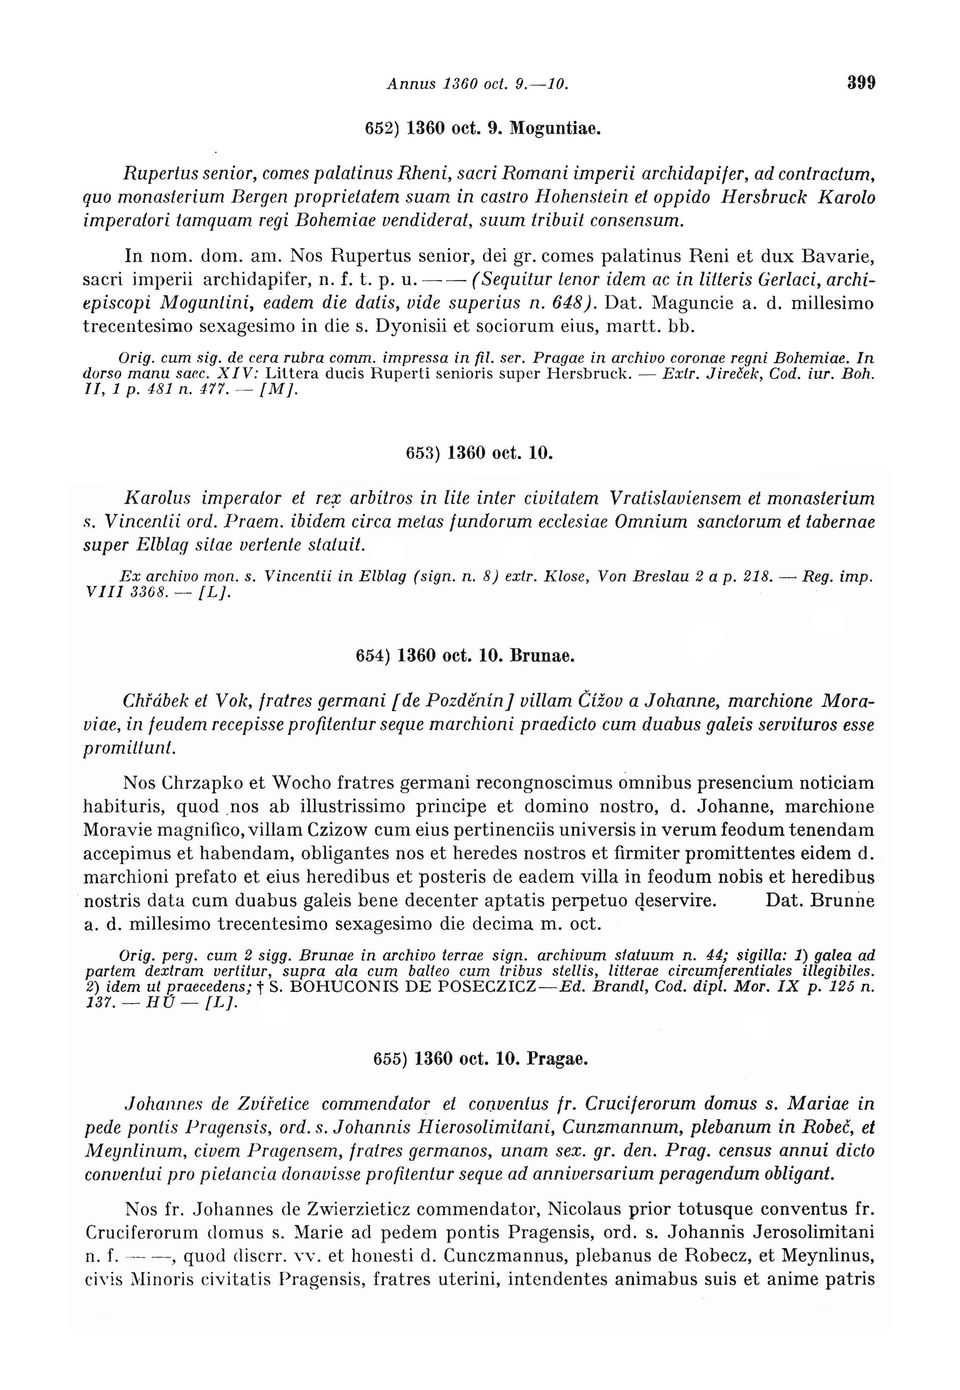 Annus 1360 oct. 9.—10. 399
652) 1360 oct. 9. Moguntiae.
Rupertus senior, comes palatinus Rheni, sacri Romani imperii archidapifer, ad contractum,
quo monasterium Bergen proprietatem suam in castro Hohenstein et oppido Hersbruck Karolo
imperatori tamquam regi Bohemiae vendiderat, suum tribuit consensum.
In nom. dom. am. Nos Rupertus senior, dei gr. comes palatinus Reni et dux Bavarie,
sacri imperii archidapifer, n. f. t. p. u. — — (Sequitur tenor idem ac in litteris Gerlaci, archi-
episcopi Moguntini, eadem die datis, vide superius n. 648). Dat. Maguncie a. d. millesimo
trecentesimo sexagesimo in die s. Dyonisii et sociorum eius, martt. bb.
Orig. cum sig. de cera rubra comm. impressa in fil. ser. Pragae in archivo coronae regni Bohemiae. In
dorso manu saec. XIV: Littera ducis Ruperti senioris super Hersbruck. — Extr. Jireček, Cod. iur. Boh.
II, 1 p. 481 n. 477. — [M].
653) 1360 oct. 10.
Karolus imperator et rex arbitros in lite inter civitatem Vratislaviensem et monasterium
s. Vincentii ord. Praem. ibidem circa metas fundorum ecclesiae Omnium sanctorum et tabernae
super Elblag sitae vertente statuit.
Ex archivo mon. s. Vincentii in Elblag (sign. n. 8) extr. Klose, Von Breslau 2 a p. 218. — Reg. imp.
VIII 3368. — [L].
654) 1360 oct. 10. Brunae.
Chřábek et Vok, fratres germani [de Pozděnín] villam Čížov a Johanne, marchione Mora-
viae, in feudem recepisse profitentur seque marchioni praedicto cum duabus galeis servituros esse
promittunt.
Nos Chrzapko et Wocho fratres germani recongnoscimus omnibus presencium noticiam
habituris, quod nos ab illustrissimo principe et domino nostro, d. Johanne, marchione
Moravie magnifico, villam Czizow cum eius pertinenciis universis in verum feodum tenendam
accepimus et habendam, obligantes nos et heredes nostros et firmiter promittentes eidem d.
marchioni prefato et eius heredibus et posteris de eadem villa in feodum nobis et heredibus
nostris data cum duabus galeis bene decenter aptatis perpetuo deservire. Dat. Brunne
a. d. millesimo trecentesimo sexagesimo die decima m. oct.
Orig. perg. cum 2 sigg. Brunae in archivo terrae sign. archivum statuum n. 44; sigilla: 1) galea ad
partem dextram vertitur, supra ala cum balteo cum tribus stellis, litterae circumferentiales illegibiles.
2) idem ut praecedens; † S. BOHUCONIS DE POSECZICZ—Ed. Brandl, Cod. dipl. Mor. IX p. 125 n.
137. — HŮ — [L].
655) 1360 oct. 10. Pragae.
Johannes de Zvířetice commendator et conventus fr. Cruciferorum domus s. Mariae in
pede pontis Pragensis, ord. s. Johannis Hierosolimitani, Cunzmannum, plebanum in Robeč, et
Meynlinum, civem Pragensem, fratres germanos, unam sex. gr. den. Prag. census annui dicto
conventui pro pietancia donavisse profitentur seque ad anniversarium peragendum obligant.
Nos fr. Johannes de Zwierzieticz commendator, Nicolaus prior totusque conventus fr.
Cruciferorum domus s. Marie ad pedem pontis Pragensis, ord. s. Johannis Jerosolimitani
n. f. — —, quod discrr. vv. et honesti d. Cunczmannus, plebanus de Robecz, et Meynlinus,
civis Minoris civitatis Pragensis, fratres uterini, intendentes animabus suis et anime patris